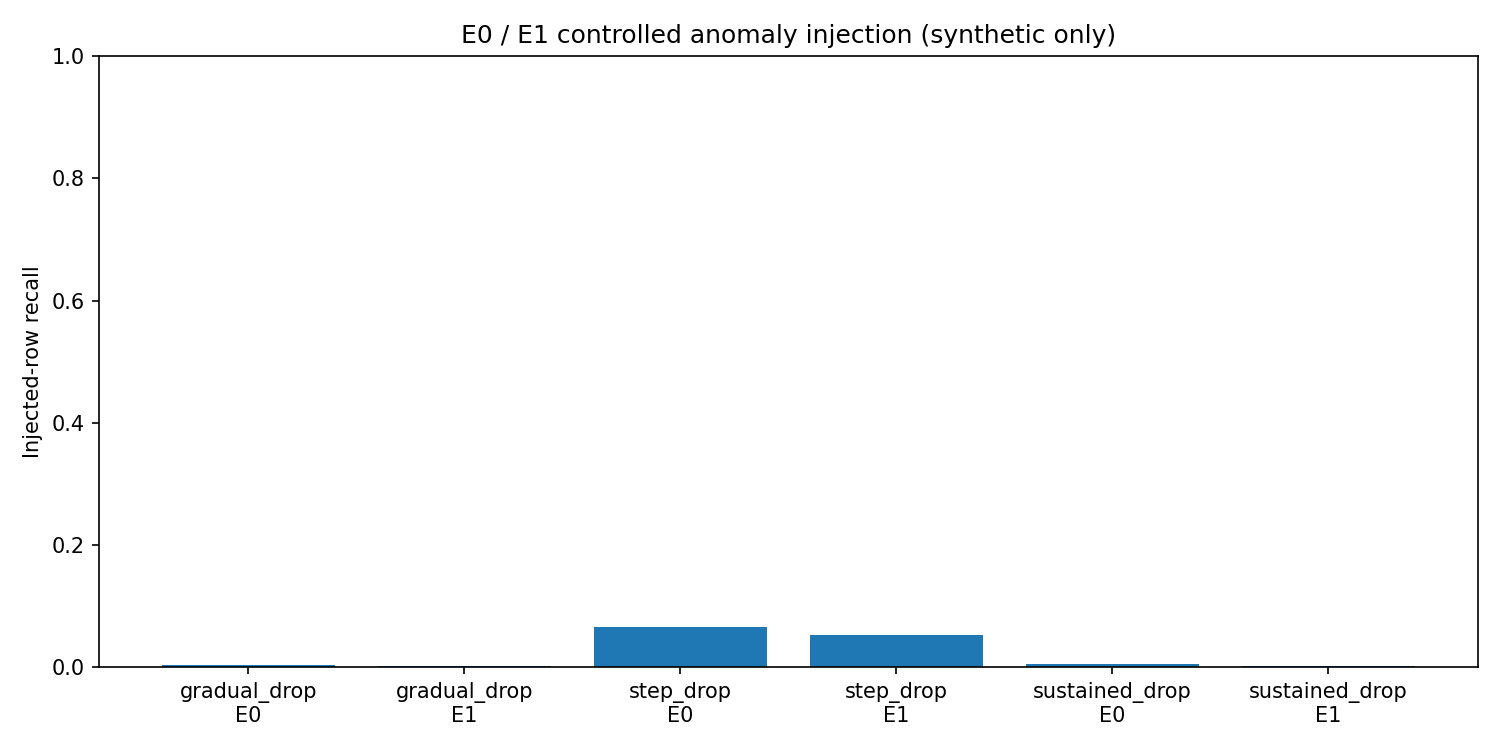 E0 / E1 controlled anomaly injection (synthetic only)
Injected-row recall
1.0
0.8
0.6
0.4
0.2
0.0
gradual_drop E0
gradual_drop E1
step_drop E0
step_drop E1
sustained_drop E0
sustained_drop E1